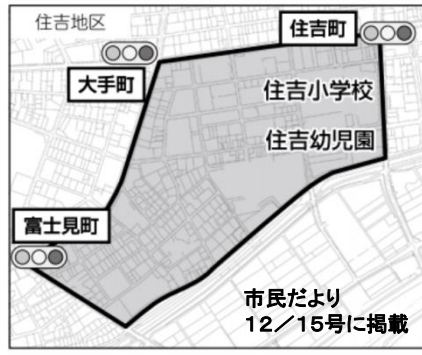 住吉地区
住吉町
大手町
住吉小学校
住吉幼児園
富士見町
市民だより
12／15号に掲載